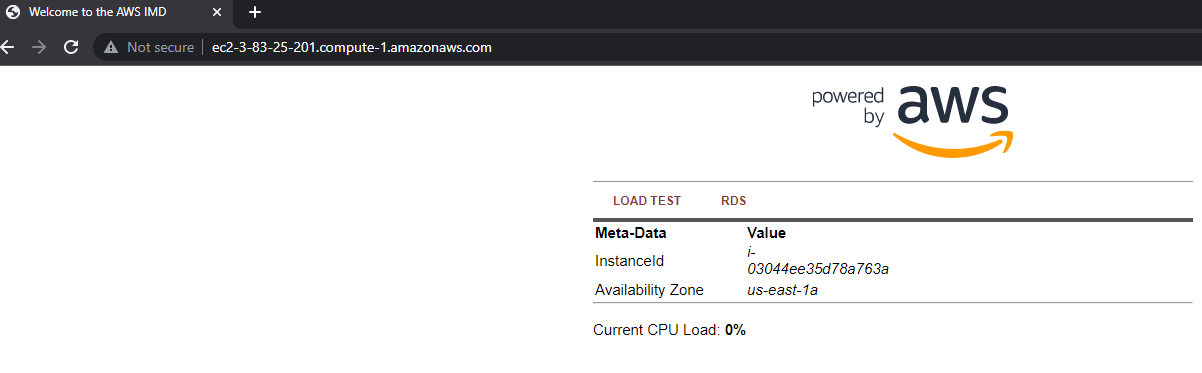 Welcome to the AWS IMD
Not secure
ec2-3-83-25-201.compute-1.amazonaws.com
powered
by
aws
LOAD TEST RDS
Meta-Data Value
InstanceId i-
03044ee35d78a763a
Availability Zone us-east-1a
Current CPU Load: 0%